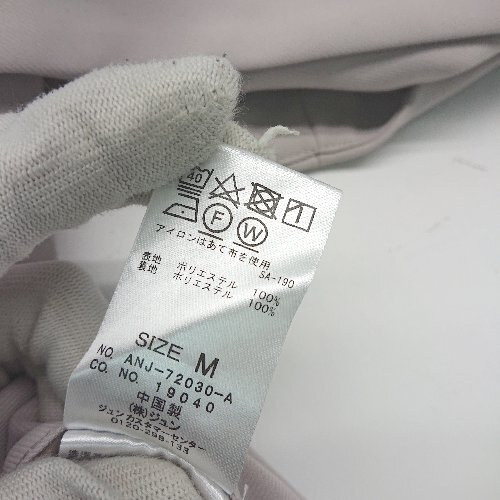 40
F W
アイロンはあて布を使用
SA-190
表地 ポリエステル 100%
裏地 ポリエステル 100%
SIZE M
NO. ANJ-72030-A
CO. NO. 19040
中国製
(株)ジュン
ジュンカスタマーセンター
0120-298-133